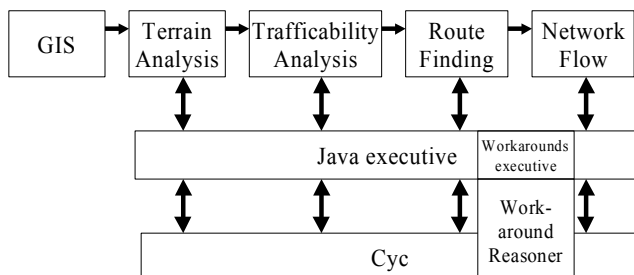 GIS
Terrain
Analysis
Trafficability
Analysis
Route
Finding
Network
Flow
Java executive
Workarounds
executive
Work-
around
Reasoner
Cyc